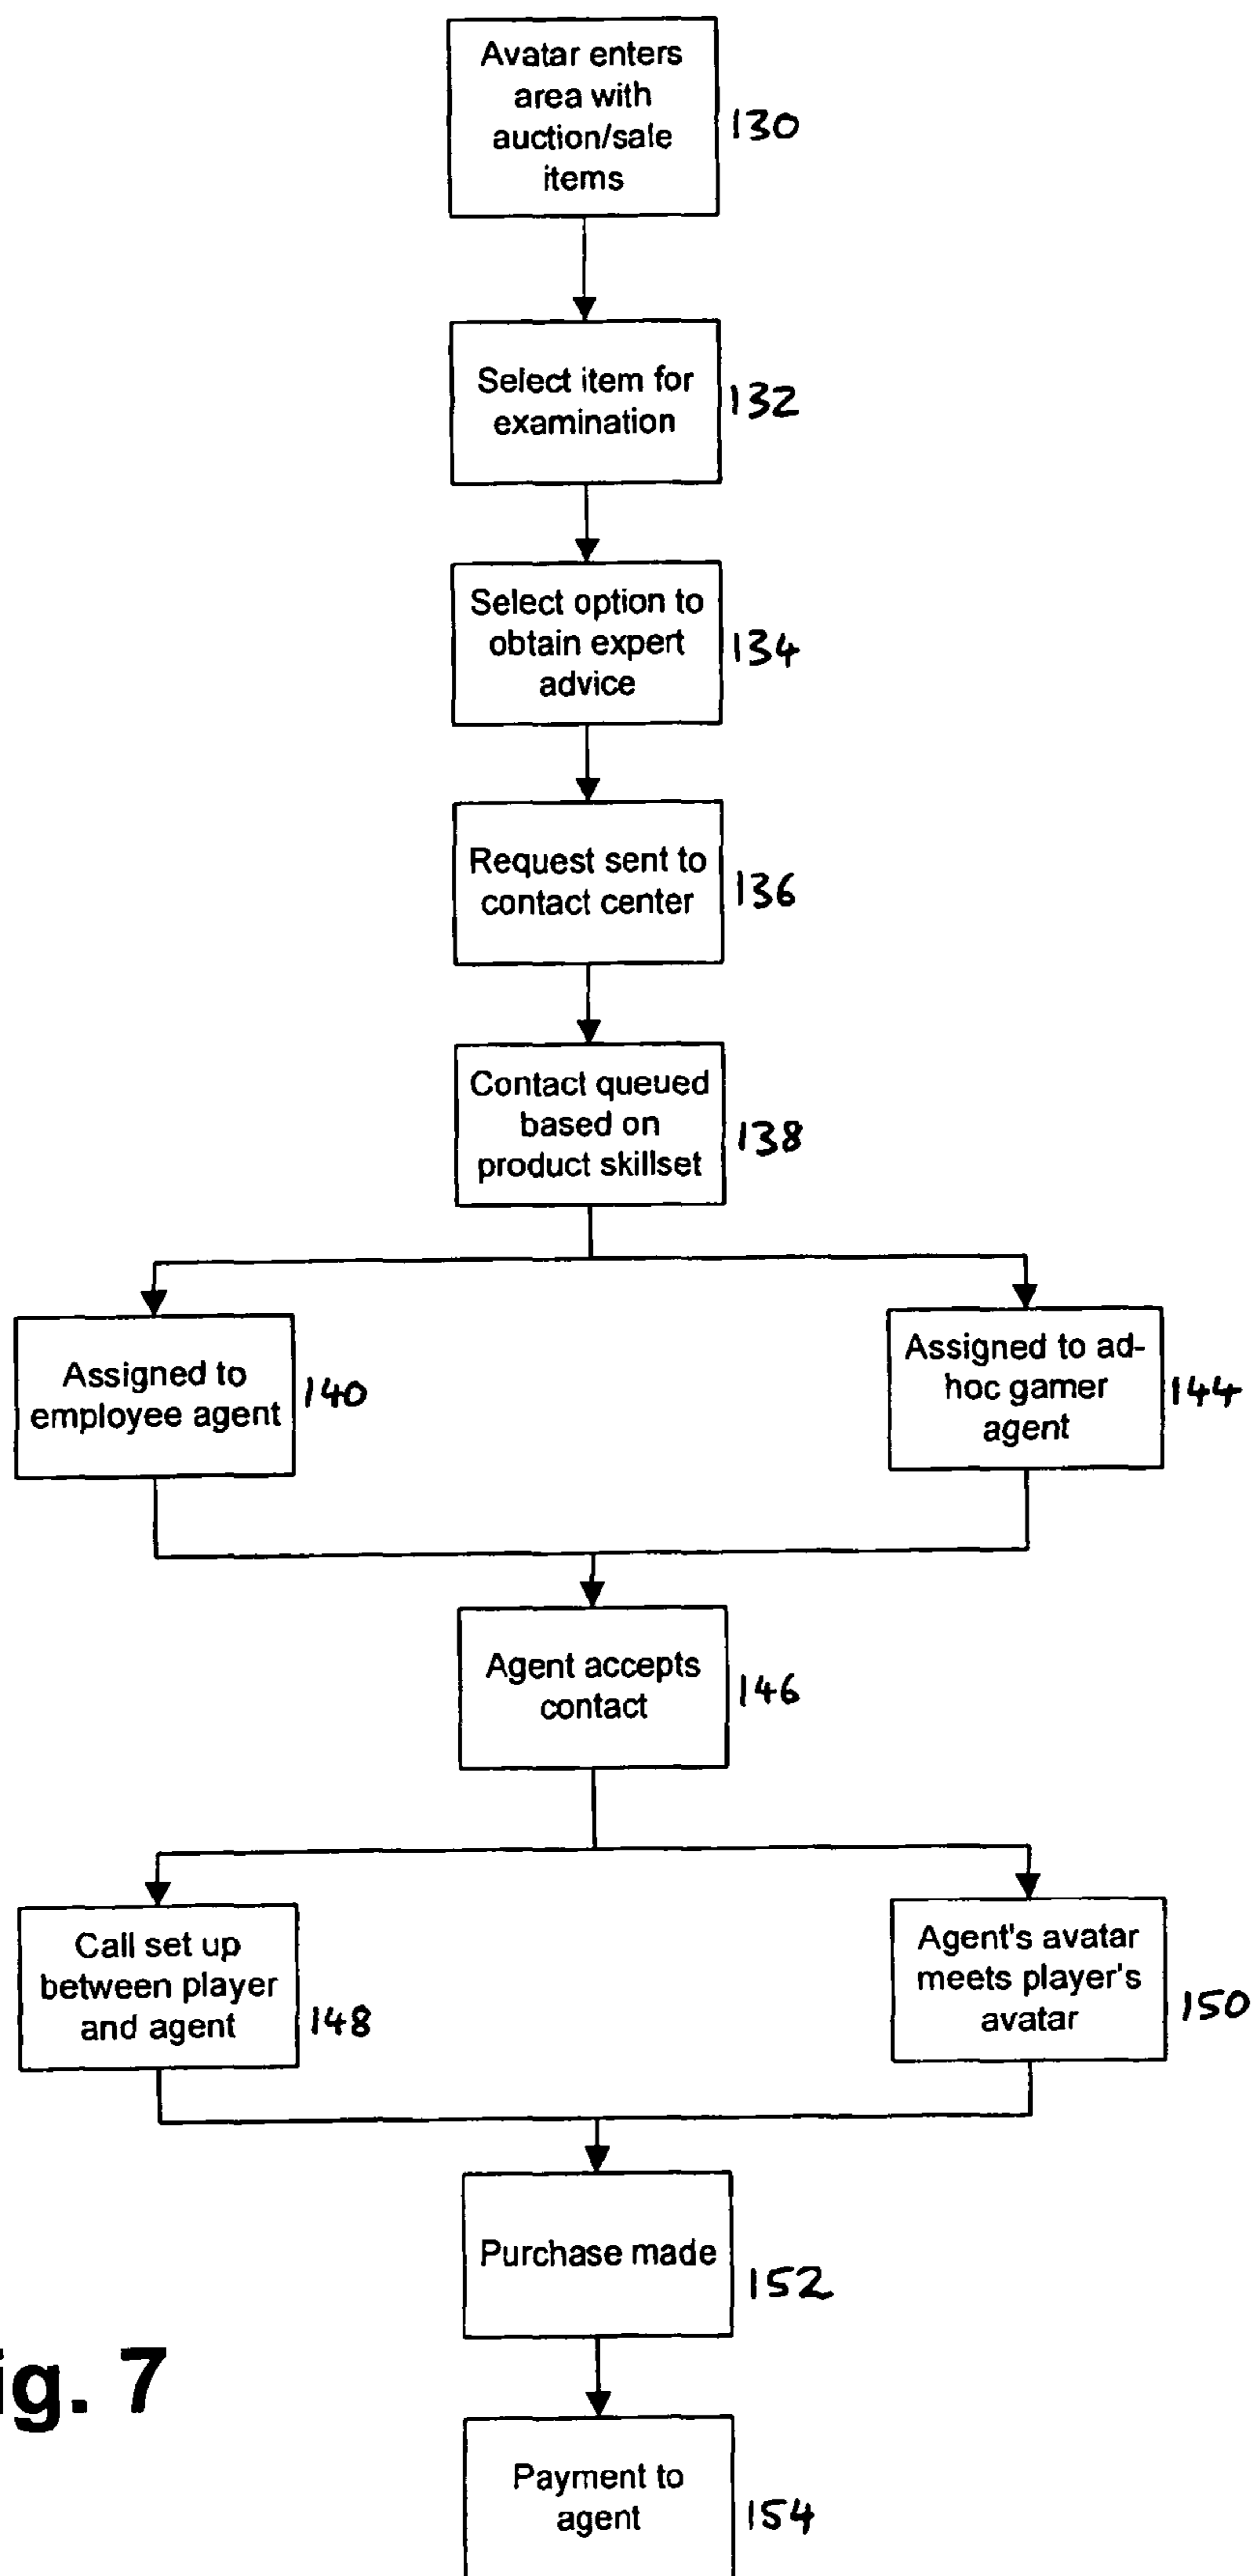 Avatar enters
area with
auction/sale
items
130
Select item for
examination
132
Select option to
obtain expert
advice
134
Request sent to
contact center
136
Contact queued
based on
product skillset
138
Assigned to
employee agent
140
Assigned to ad-
hoc gamer
agent
144
Agent accepts
contact
146
Call set up
between player
and agent
148
Agent's avatar
meets player's
avatar
150
Purchase made
152
ig. 7
Payment to
agent
154